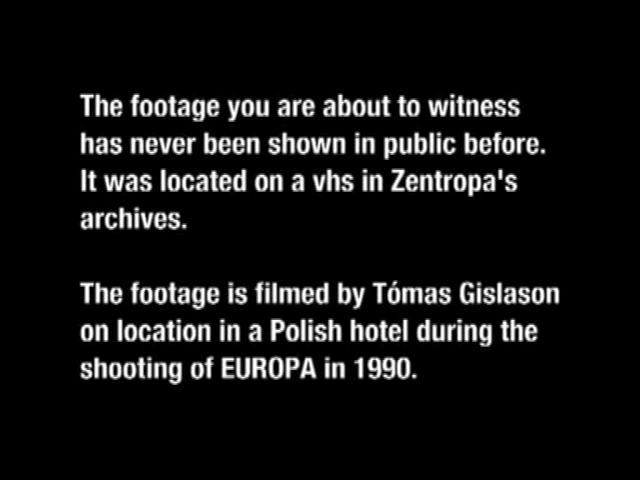 The footage you are about to witness
has never been shown in public before.
It was located on a vhs in Zentropa's
archives.
The footage is filmed by Tómas Gislason
on location in a Polish hotel during the
shooting of EUROPA in 1990.